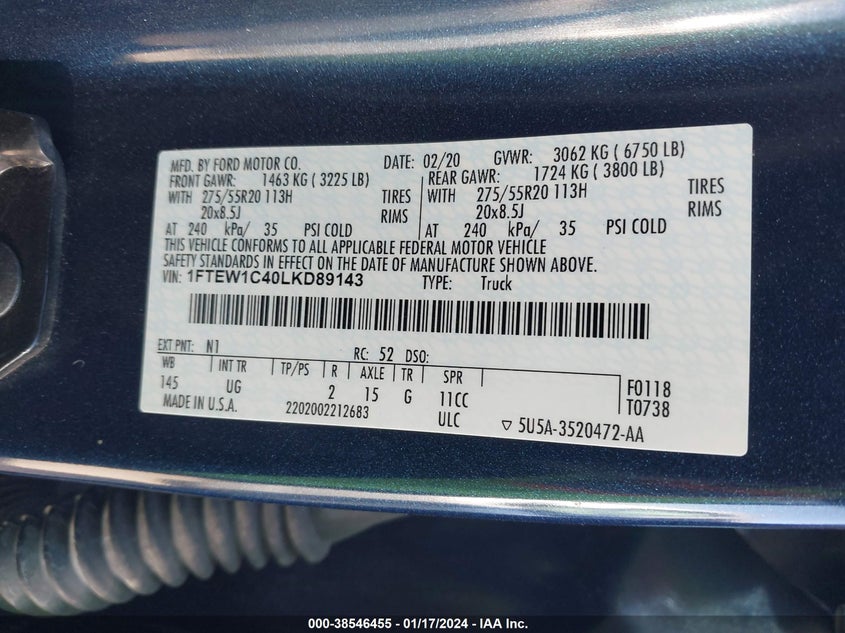 MFD. BY FORD MOTOR CO. DATE: 02/20 GVWR: 3062 KG ( 6750 LB)
FRONT GAWR: 1463 KG ( 3225 LB) REAR GAWR: 1724 KG ( 3800 LB)
WITH 275/55R20 113H TIRES WITH 275/55R20 113H TIRES
20x8.5J RIMS 20x8.5J RIMS
AT 240 kPa/ 35 PSI COLD AT 240 kPa/ 35 PSI COLD
THIS VEHICLE CONFORMS TO ALL APPLICABLE FEDERAL MOTOR VEHICLE
SAFETY STANDARDS IN EFFECT ON THE DATE OF MANUFACTURE SHOWN ABOVE.
VIN: 1FTEW1C40LKD89143 TYPE: Truck
EXT PNT: N1 RC: 52 DSO:
WB INT TR TP/PS R AXLE TR SPR
145 UG 2 15 G 11CC F0118
MADE IN U.S.A. 2202002212683 ULC T0738
▽ 5U5A-3520472-AA
000-38546455 - 01/17/2024 - IAA Inc.